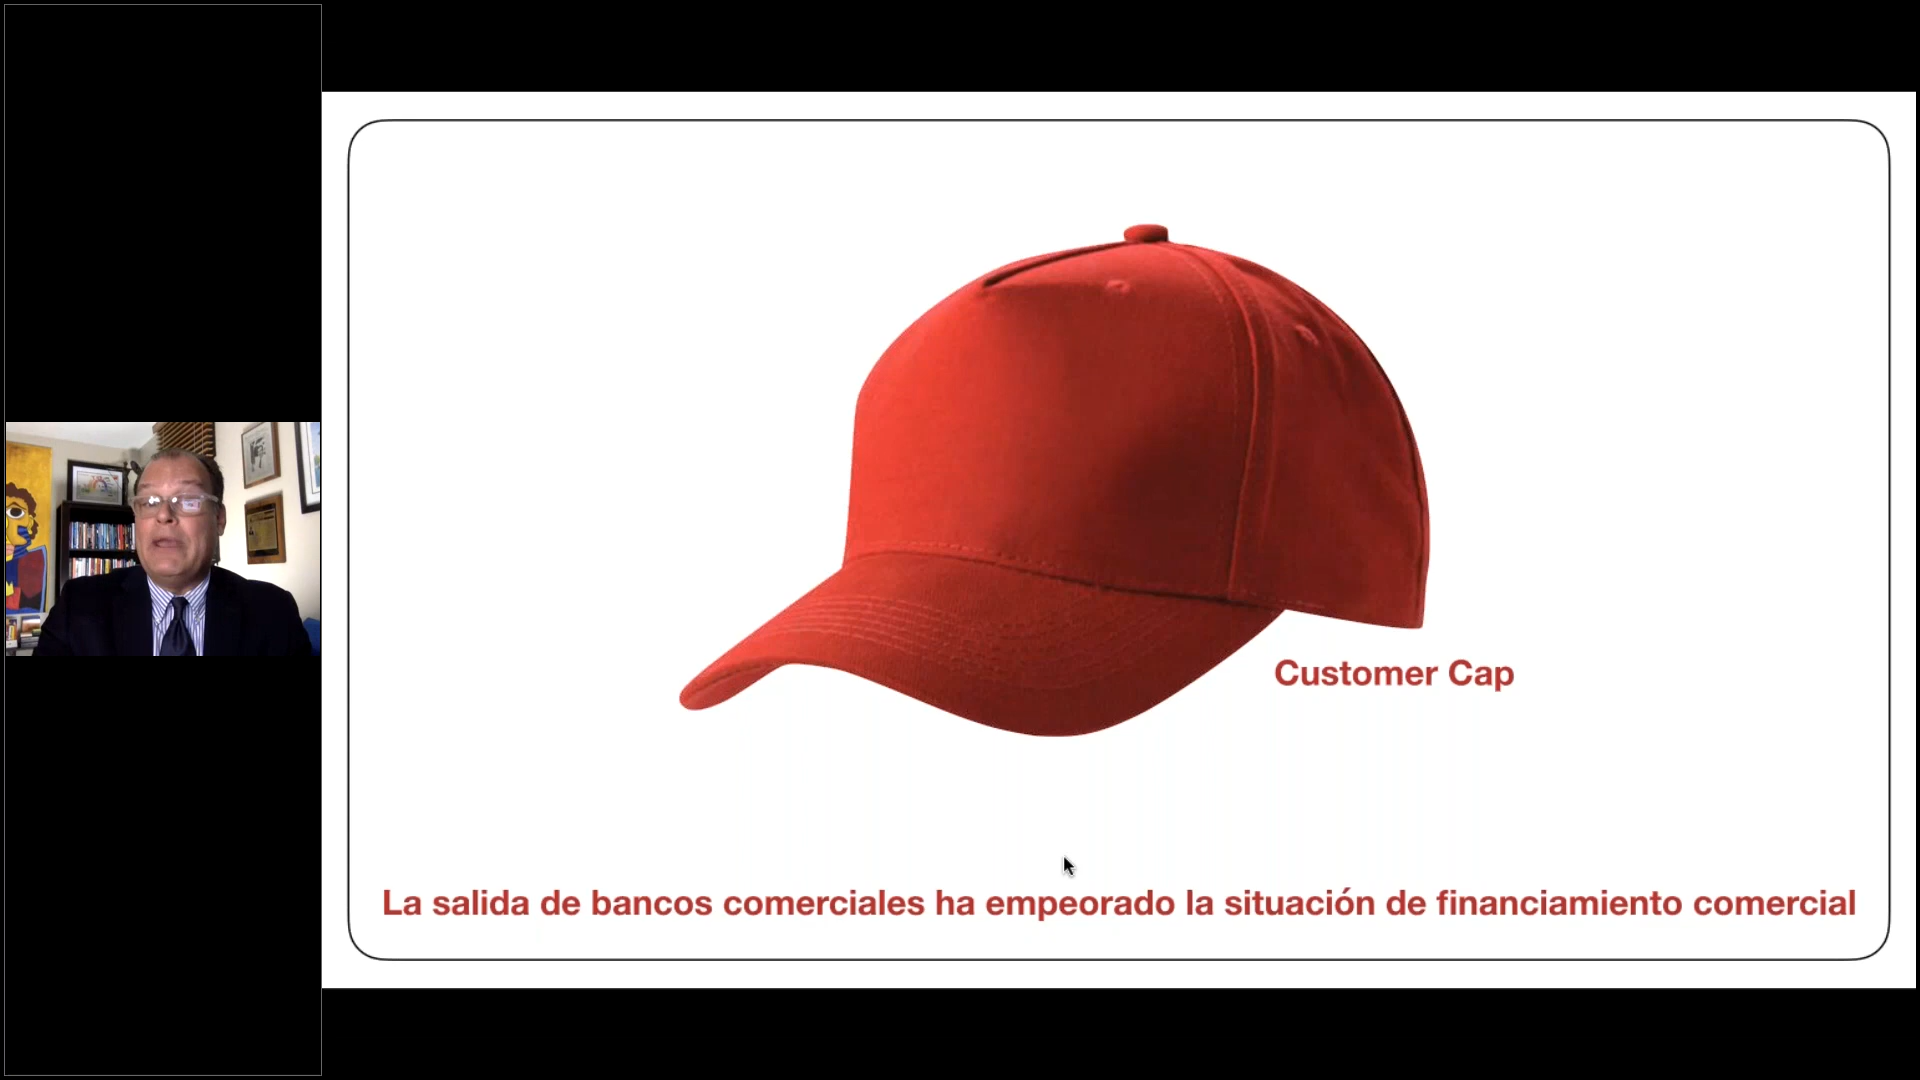 Customer Cap
La salida de bancos comerciales ha empeorado la situación de financiamiento comercial